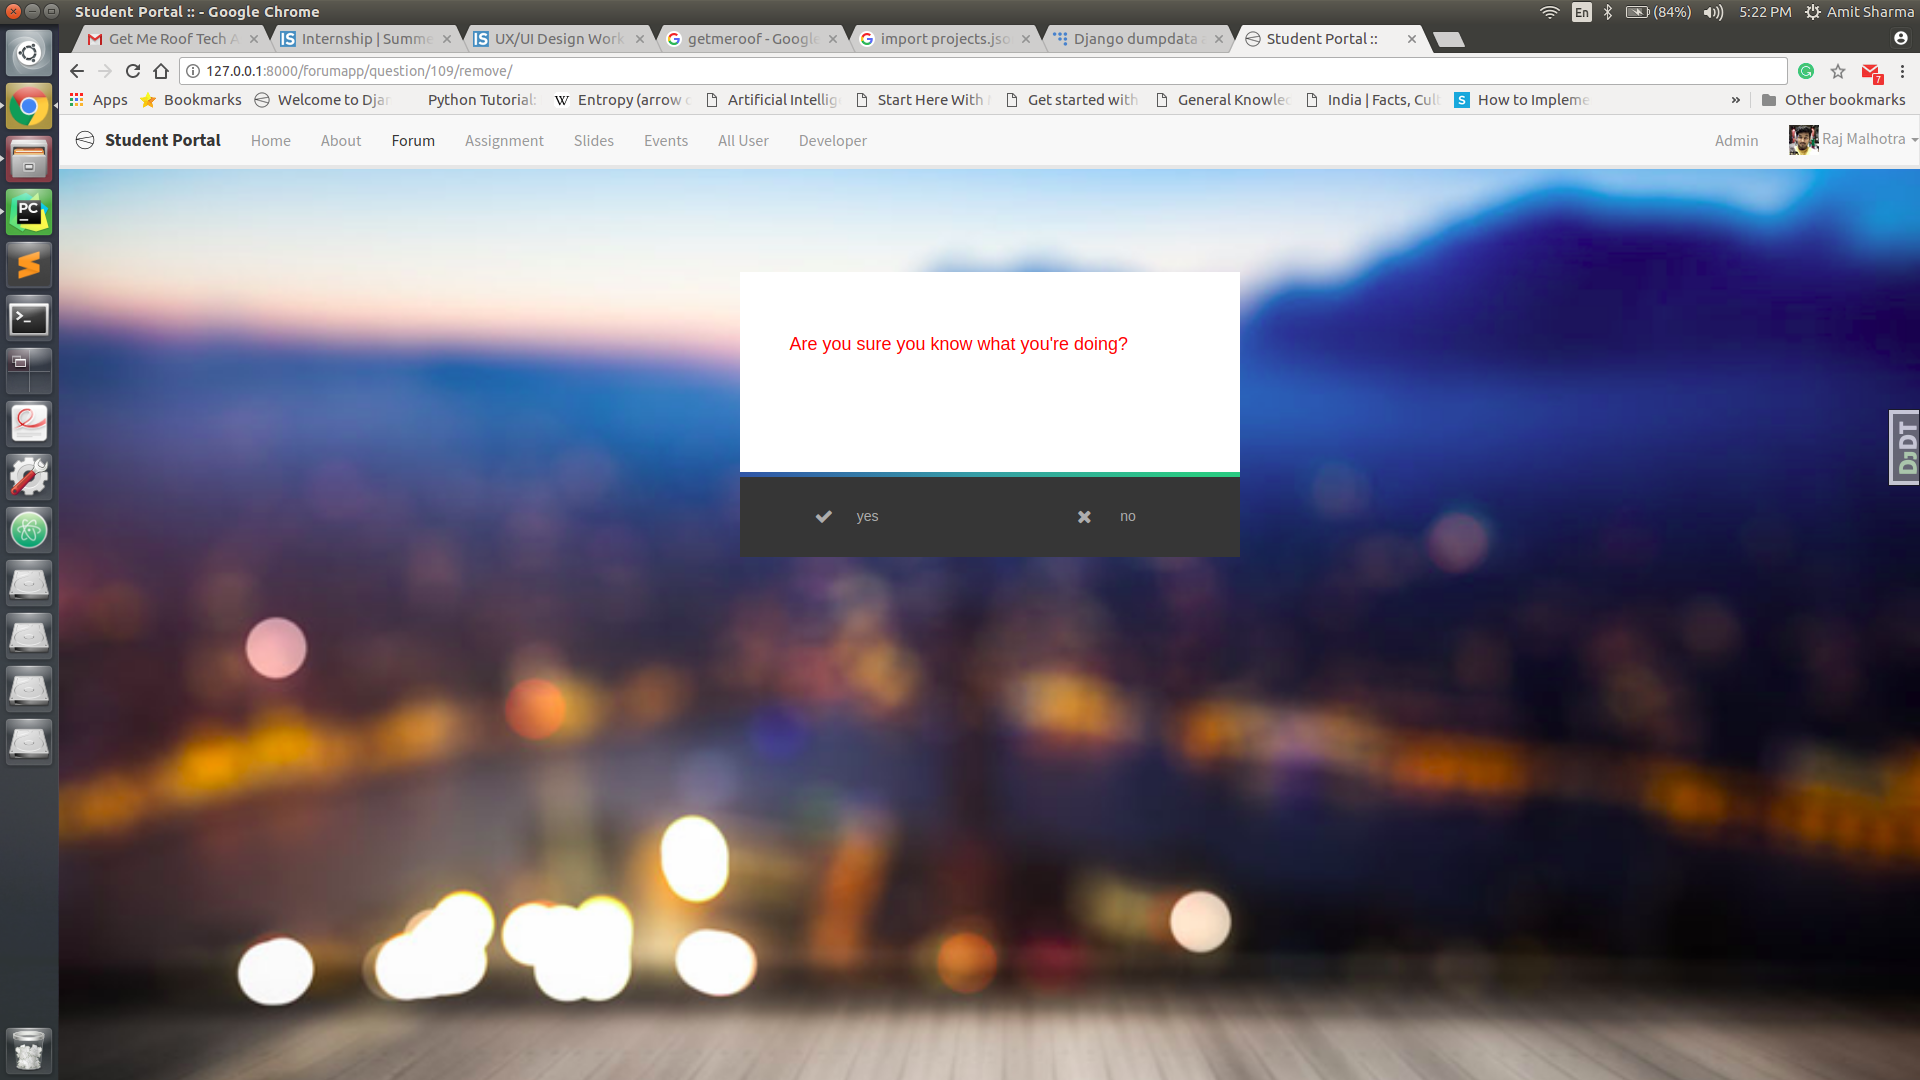 Student Portal :: - Google Chrome
En
(84%)
5:22 PM
Amit Sharma
Get Me Roof Tech
Internship | Summe
UX/UI Design Work
getmeroof - Google
import projects.jso
Django dumpdata
Student Portal ::
127.0.0.1:8000/forumapp/question/109/remove/
7
Apps
Bookmarks
Welcome to Djan
Python Tutorial:
W
Entropy (arrow
Artificial Intellig
Start Here With
Get started with
General Knowlec
India | Facts, Cul
S
How to Impleme
»
Other bookmarks
Student Portal
Home
About
Forum
Assignment
Slides
Events
All User
Developer
Admin
Raj Malhotra
PC
>_
Are you sure you know what you're doing?
yes
no
DJDT